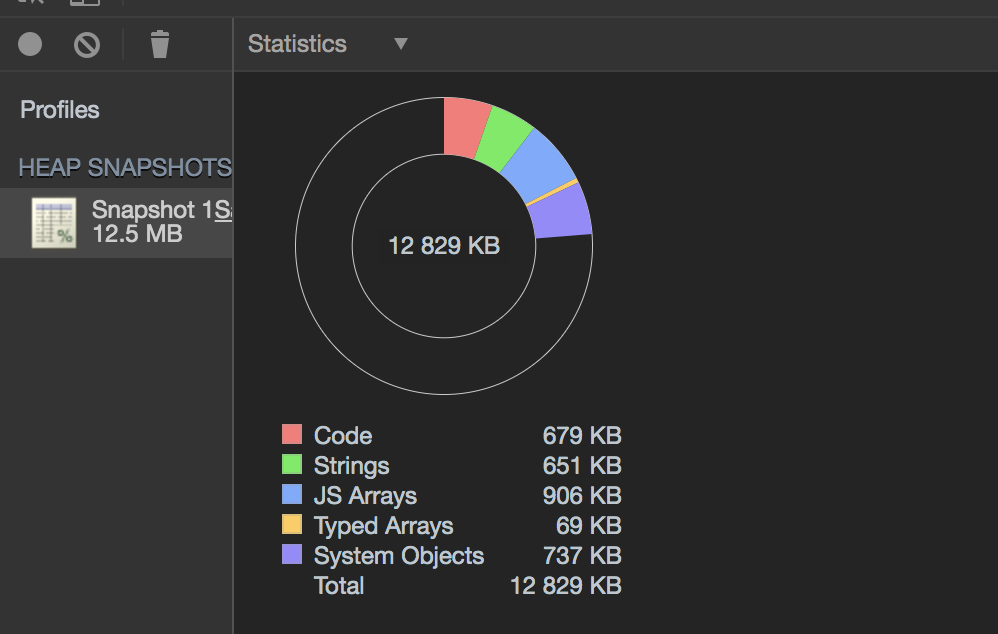 Statistics
Profiles
HEAP SNAPSHOTS
Snapshot 1
12.5 MB
12 829 KB
Code 679 KB
Strings 651 KB
JS Arrays 906 KB
Typed Arrays 69 KB
System Objects 737 KB
Total 12 829 KB